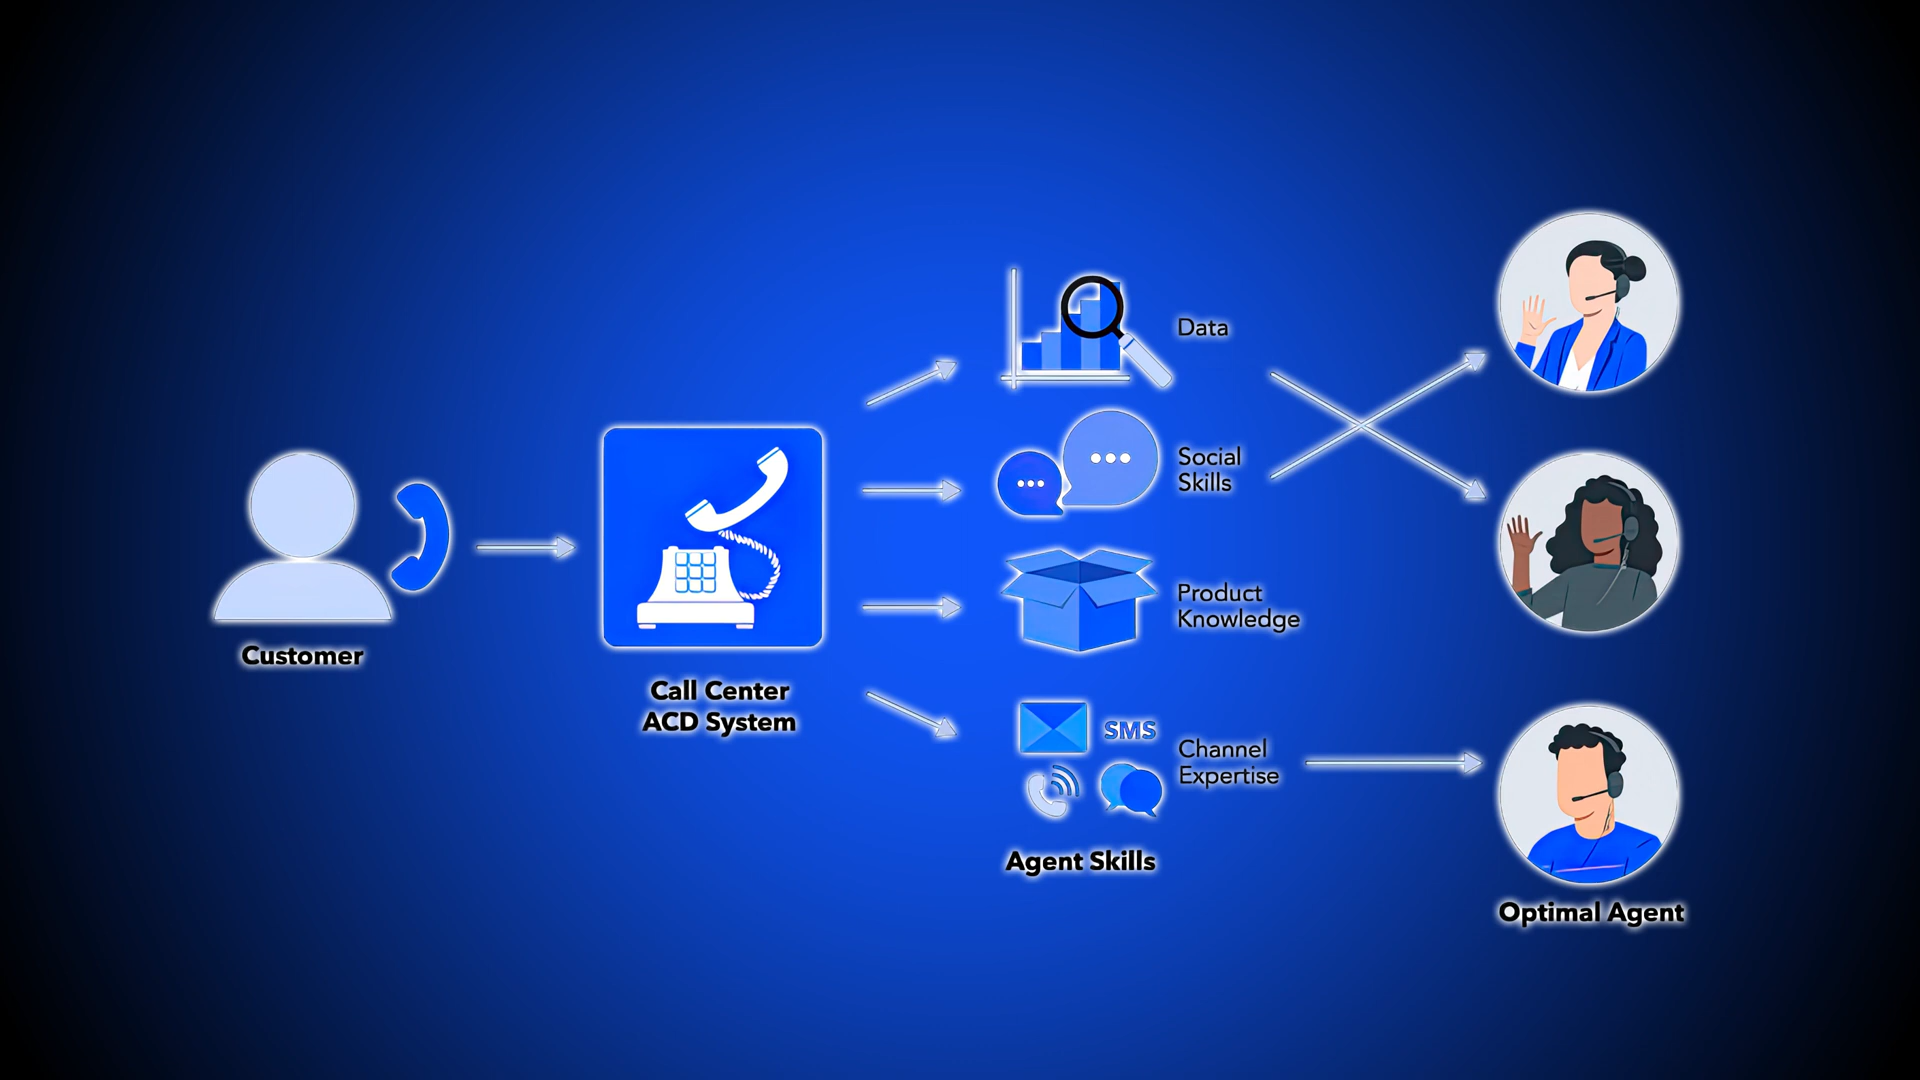 Customer
Call Center
ACD System
Data
Social
Skills
Product
Knowledge
SMS
Channel
Expertise
Agent Skills
Optimal Agent